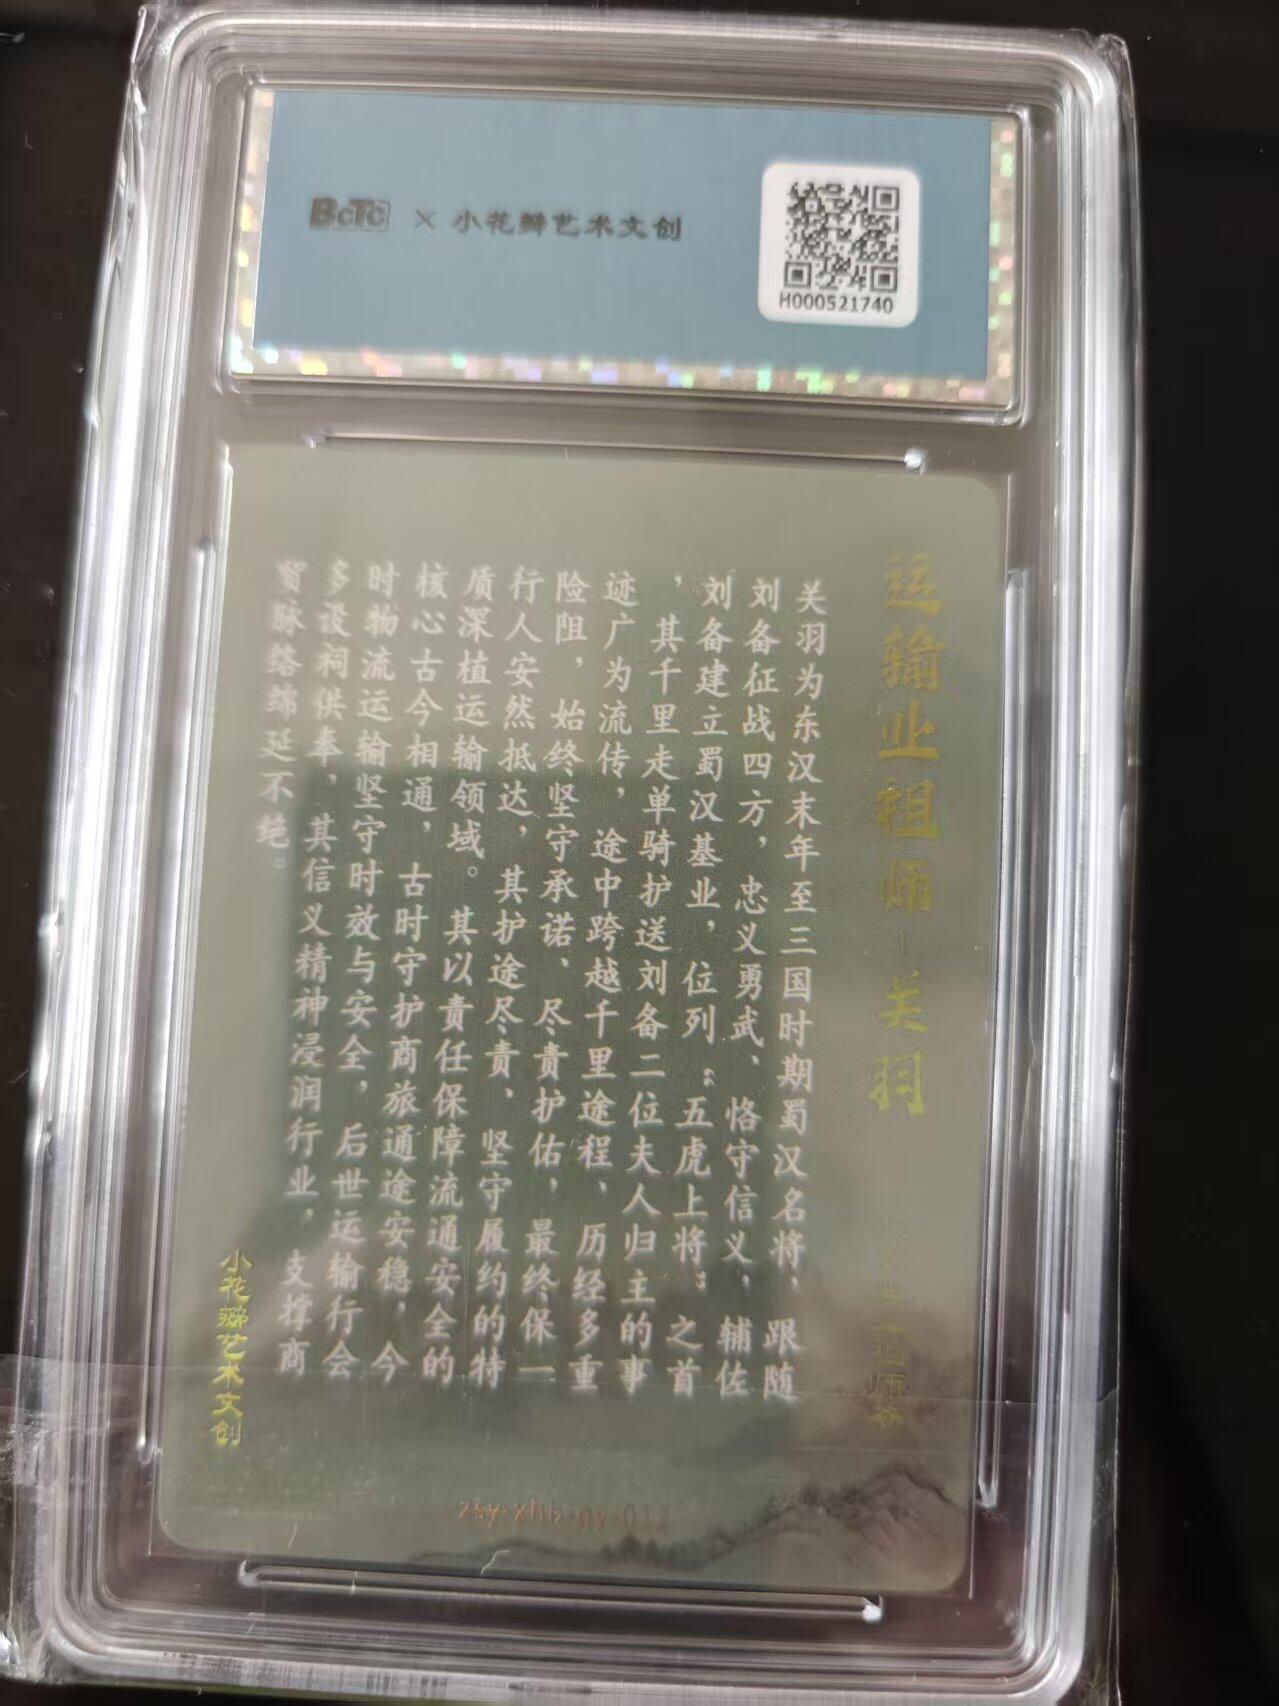 BCTC × 小花瓣艺术文创
H000521740
运输业祖师
关羽
关羽为东汉末年至三国时期蜀汉名将，跟随
刘备征战四方，忠义勇武、恪守信义，辅佐
刘备建立蜀汉基业，位列：五虎上将；之首
，其千里走单骑护送刘备二位夫人归主的事
迹广为流传，途中跨越千里途程、历经多重
险阻，始终坚守承诺、尽责护佑，最终保一
行人安然抵达，其护途尽责、坚守履约的特
质深植运输领域。其以责任保障流通安全的
核心古今相通，古时守护商旅通途安稳，今
时物流运输坚守时效与安全，后世运输行会
多设祠供奉，其信义精神浸润行业，支撑商
贸脉络绵延不绝。
小花瓣艺术文创
zsy-xhb-gy-012